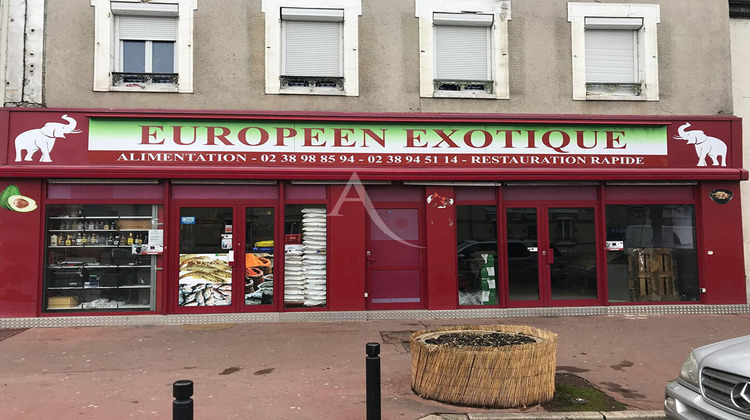 EUROPEEN EXOTIQUE
ALIMENTATION - 02 38 98 85 94 - 02 38 94 51 14 - RESTAURATION RAPIDE